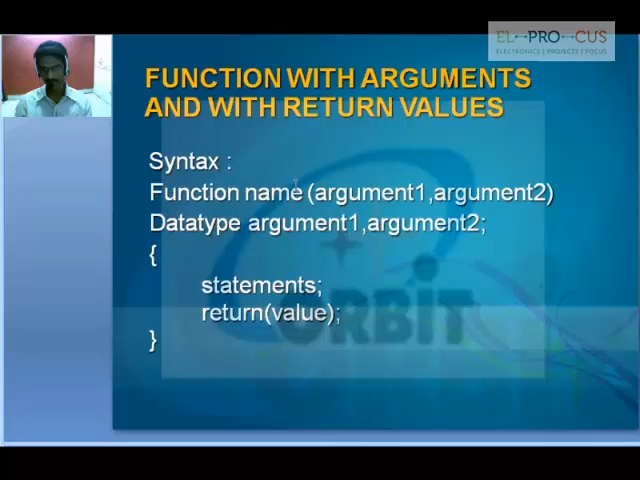 EL PRO CUS
ELECTRONICS | PROJECTS | FOCUS
FUNCTION WITH ARGUMENTS
AND WITH RETURN VALUES
Syntax :
Function name (argument1,argument2)
Datatype argument1,argument2;
{
statements;
return(value);
}
ORBIT